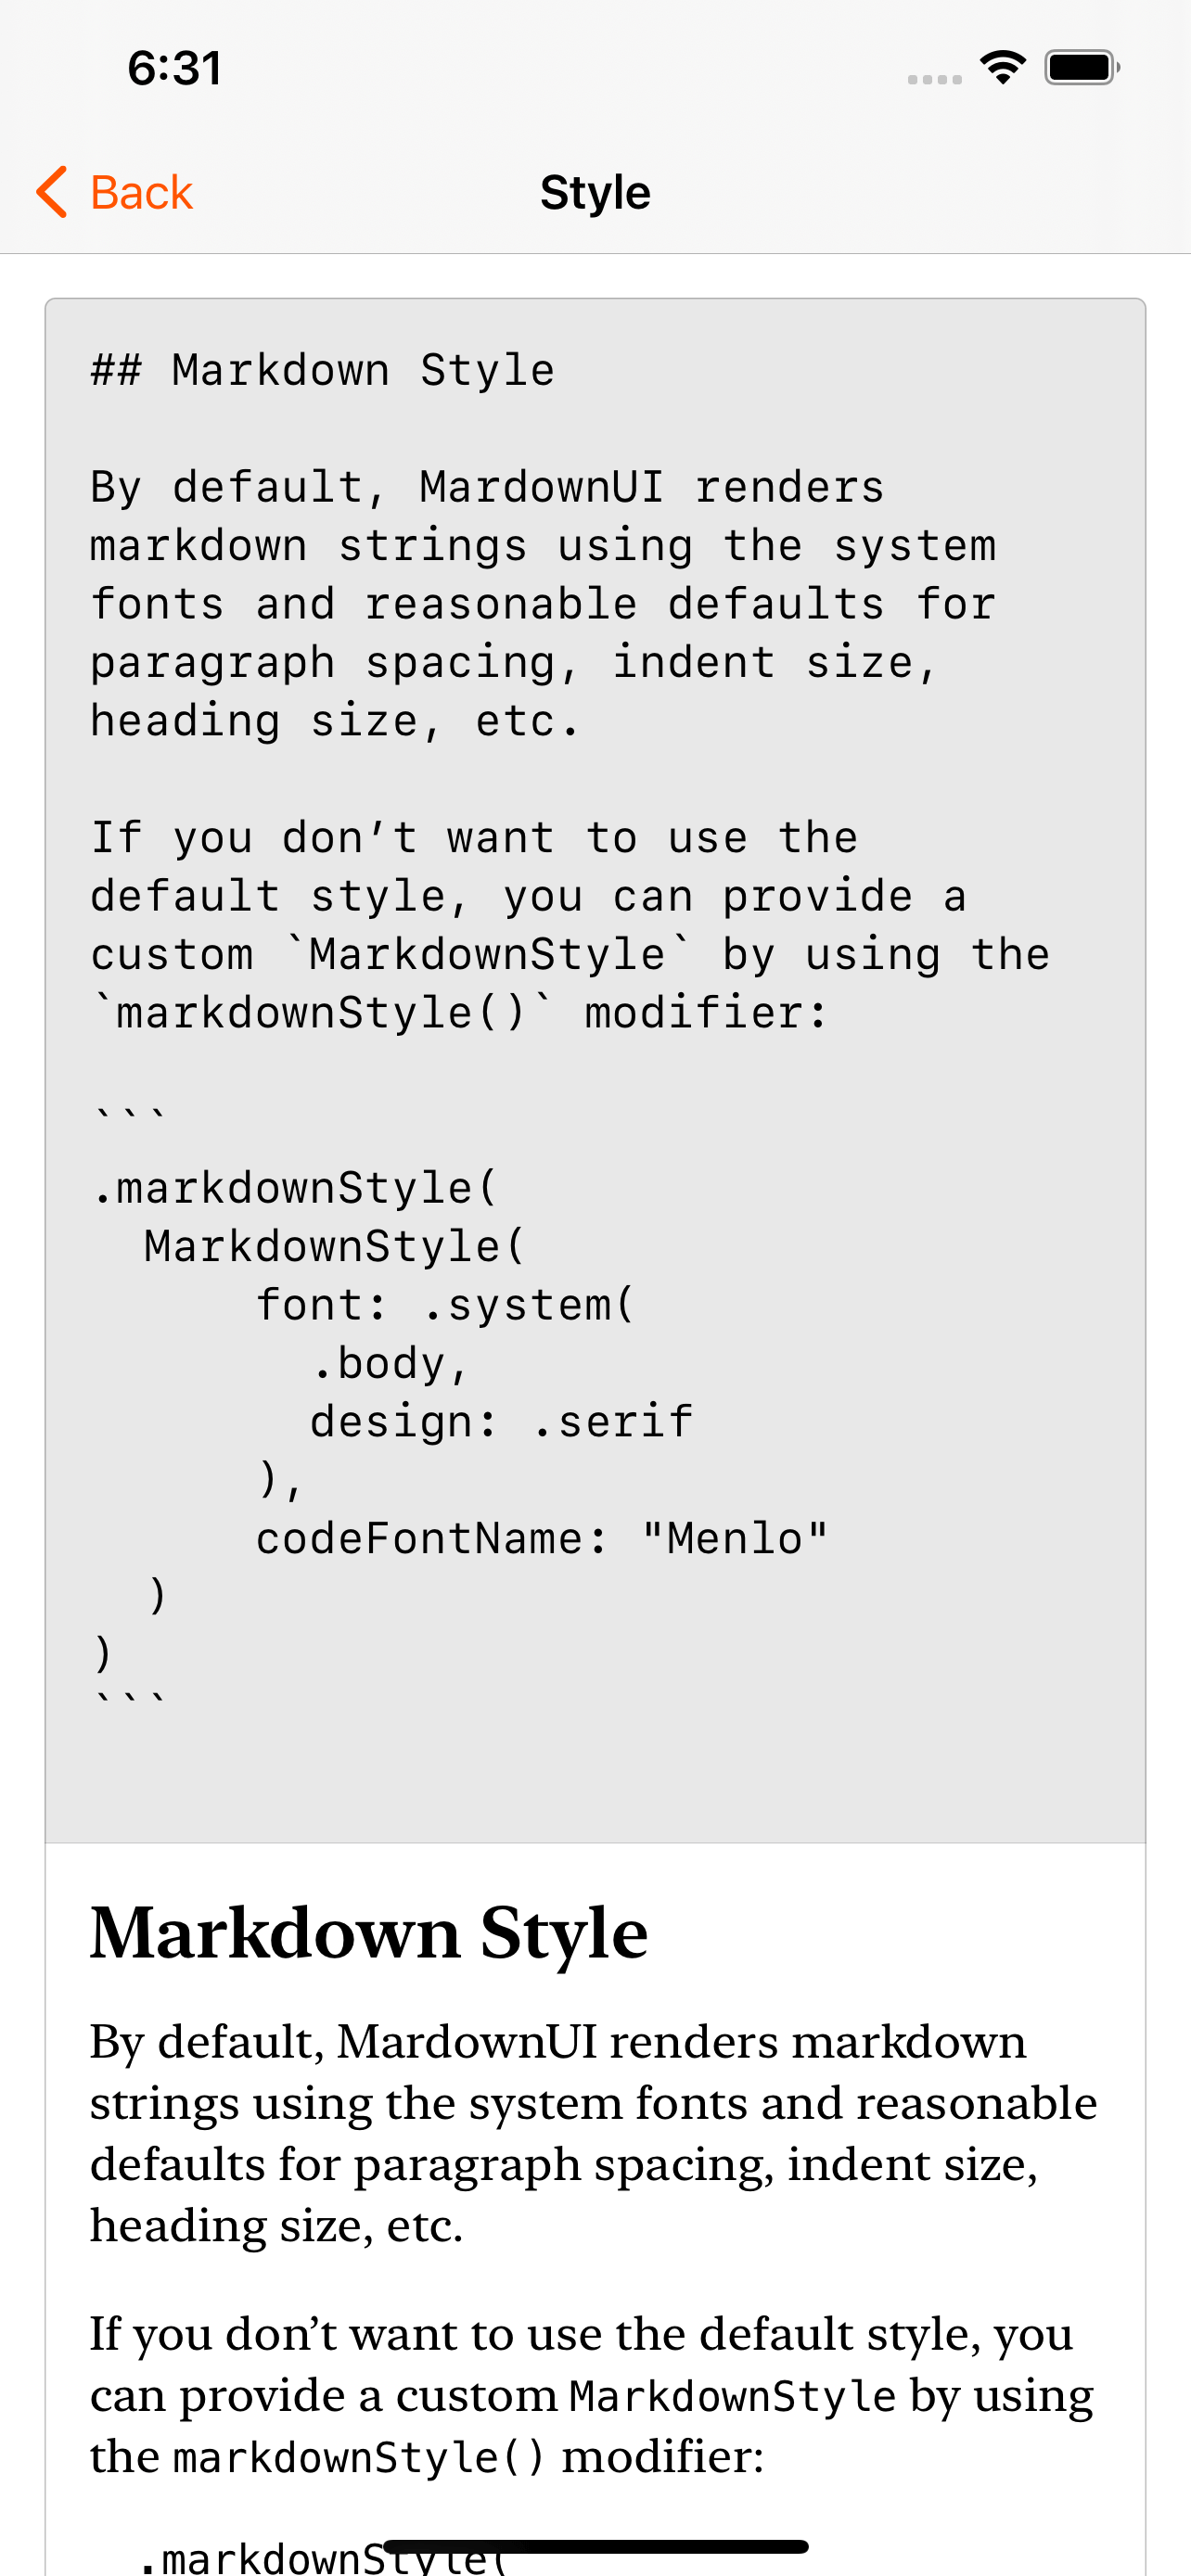 6:31
Back
Style
## Markdown Style
By default, MardownUI renders
markdown strings using the system
fonts and reasonable defaults for
paragraph spacing, indent size,
heading size, etc.
If you don’t want to use the
default style, you can provide a
custom `MarkdownStyle` by using the
`markdownStyle()` modifier:
```
.markdownStyle(
  MarkdownStyle(
      font: .system(
        .body,
        design: .serif
      ),
      codeFontName: "Menlo"
  )
)
```
Markdown Style
By default, MardownUI renders markdown
strings using the system fonts and reasonable
defaults for paragraph spacing, indent size,
heading size, etc.
If you don’t want to use the default style, you
can provide a custom MarkdownStyle by using
the markdownStyle() modifier:
.markdownStyle(